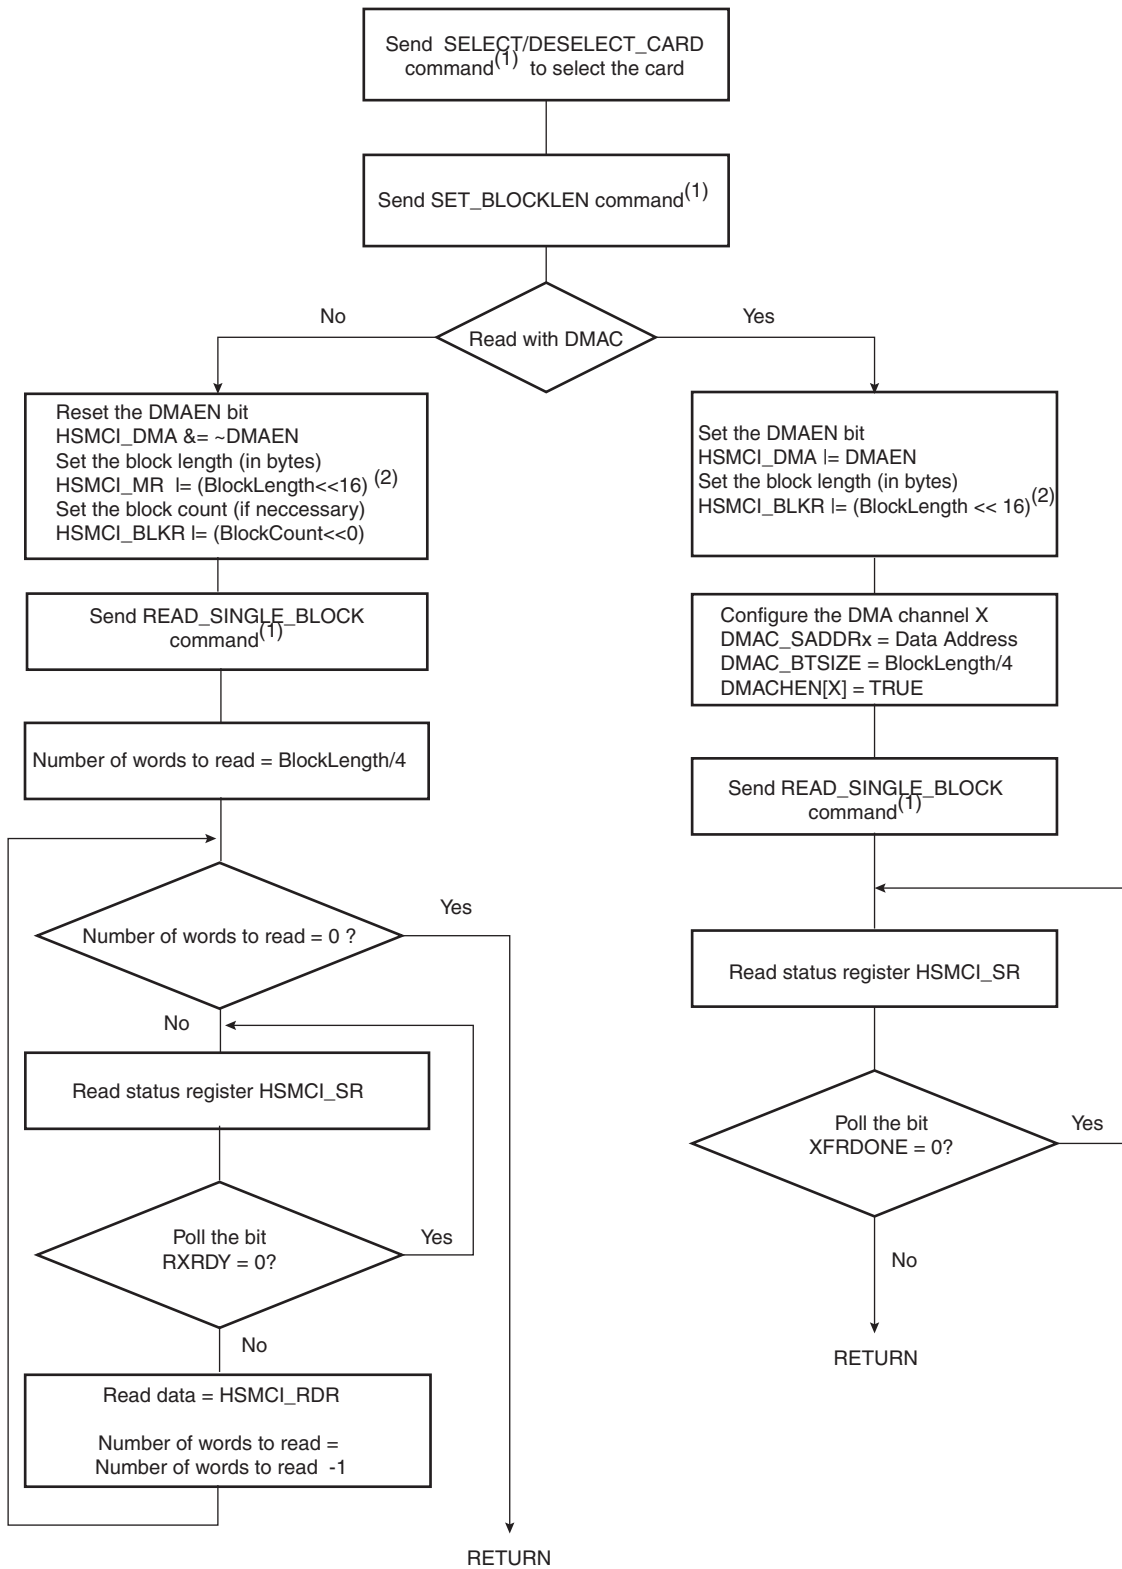 Send SELECT/DESELECT_CARD
command(1) to select the card
Send SET_BLOCKLEN command(1)
No
Yes
Read with DMAC
Reset the DMAEN bit
HSMCI_DMA &= ~DMAEN
Set the block length (in bytes)
HSMCI_MR |= (BlockLength<<16) (2)
Set the block count (if neccessary)
HSMCI_BLKR |= (BlockCount<<0)
Send READ_SINGLE_BLOCK
command(1)
Number of words to read = BlockLength/4
Number of words to read = 0 ?
Yes
No
Read status register HSMCI_SR
Poll the bit
RXRDY = 0?
Yes
No
Read data = HSMCI_RDR
Number of words to read =
Number of words to read -1
RETURN
Set the DMAEN bit
HSMCI_DMA |= DMAEN
Set the block length (in bytes)
HSMCI_BLKR |= (BlockLength << 16)(2)
Configure the DMA channel X
DMAC_SADDRx = Data Address
DMAC_BTSIZE = BlockLength/4
DMACHEN[X] = TRUE
Send READ_SINGLE_BLOCK
command(1)
Read status register HSMCI_SR
Poll the bit
XFRDONE = 0?
Yes
No
RETURN